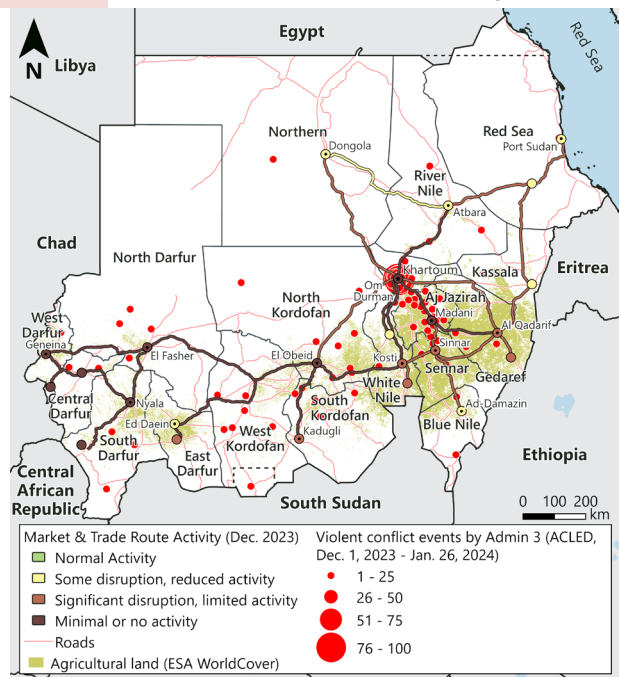 Egypt
Libya
Red Sea
N
Northern
Dongola
Red Sea
Port Sudan
River
Nile
Atbara
Chad
North Darfur
Khartoum
Om
Durman
Kassala
Eritrea
North
Kordofan
Aj Jazirah
Madani
Al Qadarif
West
Darfur
Geneina
El Fasher
El Obeid
Kosti
Sinnar
Sennar
Gedaref
Central
Darfur
Nyala
Ed Daein
White
Nile
South
Kordofan
Ad-Damazin
Blue Nile
South
Darfur
East
Darfur
West
Kordofan
Kadugli
Ethiopia
Central
African
Republic
South Sudan
0 100 200
km
Market & Trade Route Activity (Dec. 2023)
Normal Activity
Some disruption, reduced activity
Significant disruption, limited activity
Minimal or no activity
Roads
Agricultural land (ESA WorldCover)
Violent conflict events by Admin 3 (ACLED,
Dec. 1, 2023 - Jan. 26, 2024)
1 - 25
26 - 50
51 - 75
76 - 100